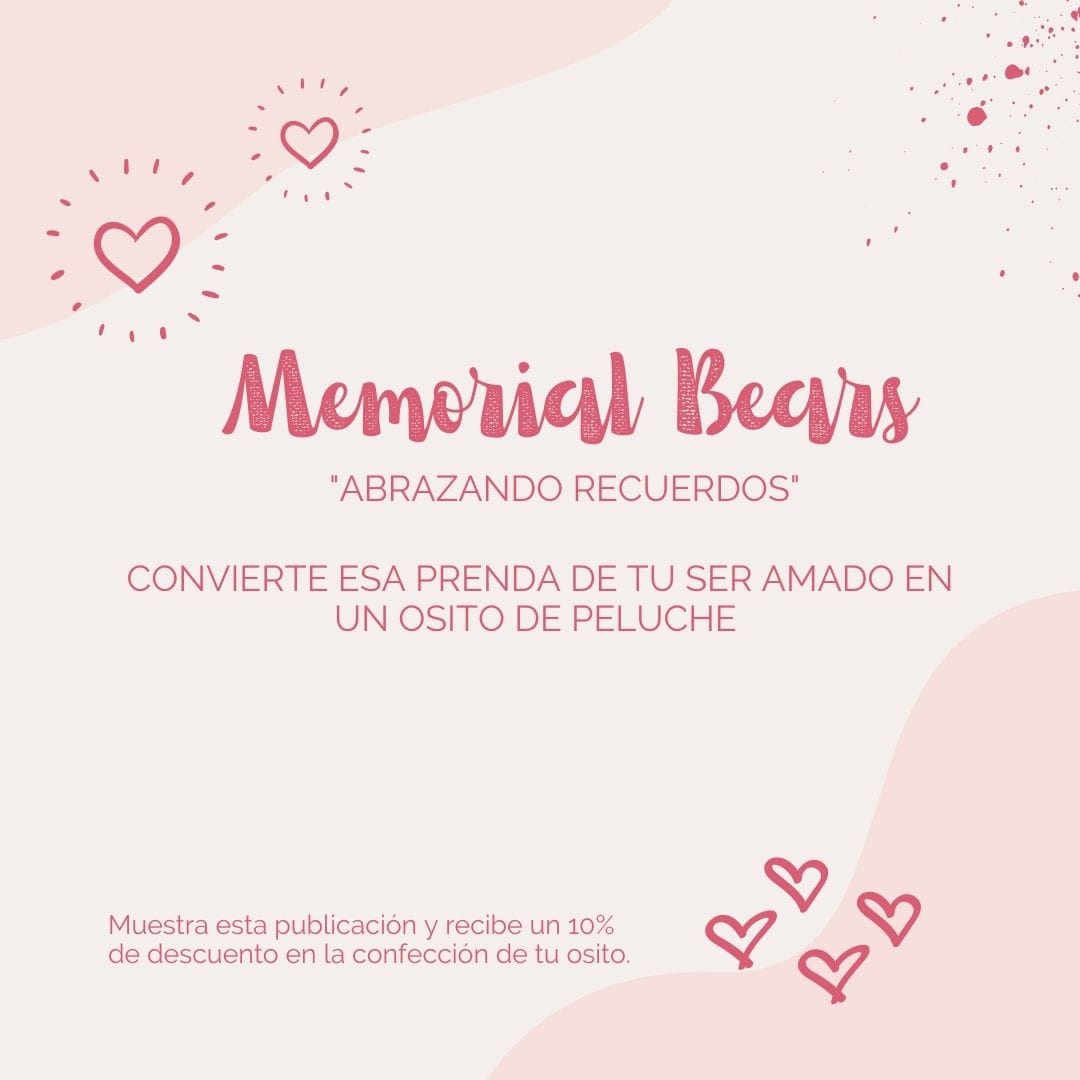 Memorial Bears
"ABRAZANDO RECUERDOS"
CONVIERTE ESA PRENDA DE TU SER AMADO EN
UN OSITO DE PELUCHE
Muestra esta publicación y recibe un 10%
de descuento en la confección de tu osito.